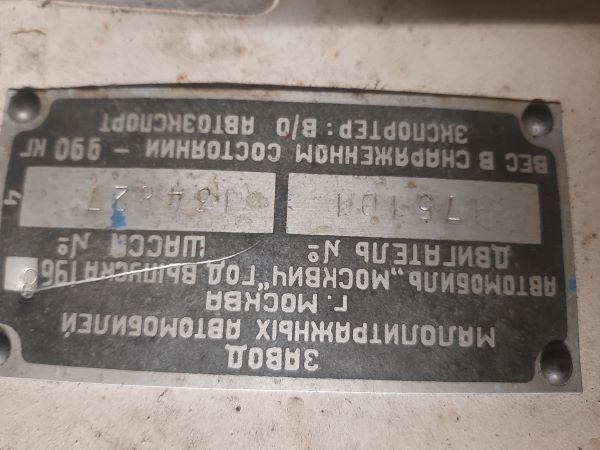 ЗАВОД
МАЛОЛИТРАЖНЫХ АВТОМОБИЛЕЙ
Г. МОСКВА
АВТОМОБИЛЬ „МОСКВИЧ" ГОД ВЫПУСКА 196
ДВИГАТЕЛЬ № ШАССИ №
ВЕС В СНАРЯЖЕННОМ СОСТОЯНИИ – 990 КГ
ЭКСПОРТЕР: В/О АВТОЭКСПОРТ
4